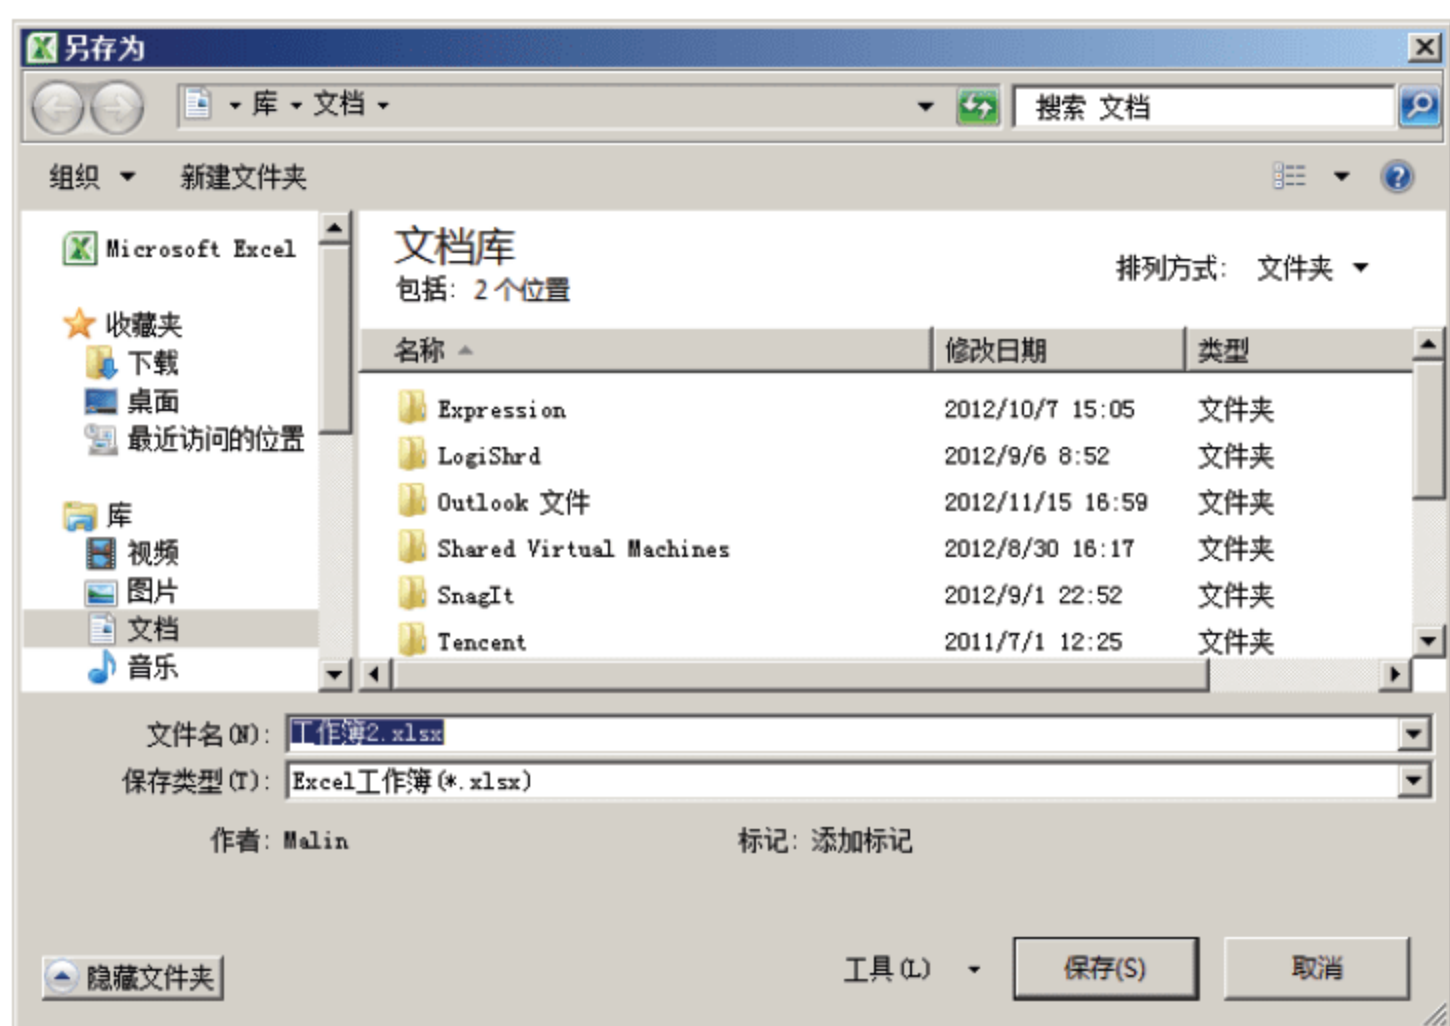 另存为
库 文档
搜索 文档
组织 新建文件夹
Microsoft Excel
收藏夹
下载
桌面
最近访问的位置
库
视频
图片
文档
音乐
文档库
包括: 2 个位置
排列方式: 文件夹
名称 修改日期 类型
Expression 2012/10/7 15:05 文件夹
LogiShrd 2012/9/6 8:52 文件夹
Outlook 文件 2012/11/15 16:59 文件夹
Shared Virtual Machines 2012/8/30 16:17 文件夹
SnagIt 2012/9/1 22:52 文件夹
Tencent 2011/7/1 12:25 文件夹
文件名(N): 工作簿2.xlsx
保存类型(T): Excel工作簿(*.xlsx)
作者: Malin 标记: 添加标记
隐藏文件夹 工具(L) 保存(S) 取消